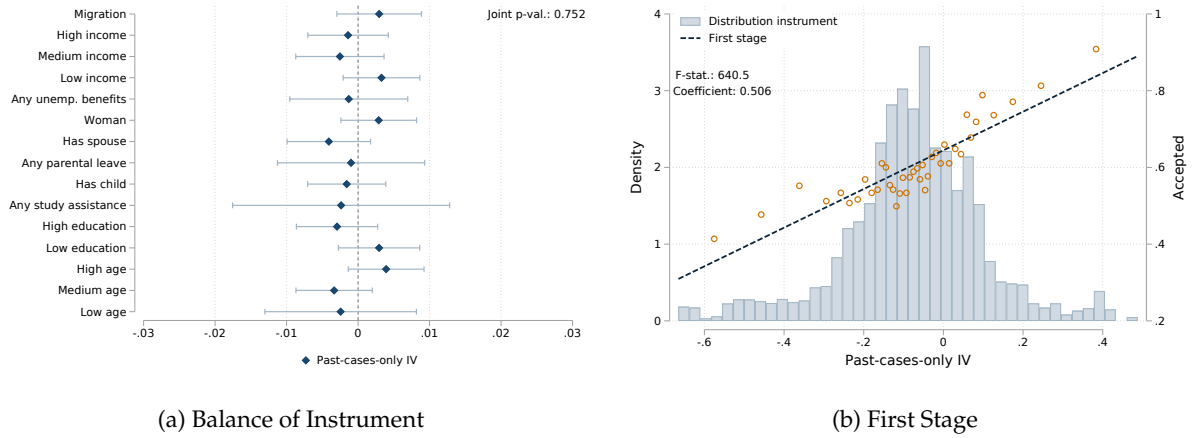 Migration
High income
Medium income
Low income
Any unemp. benefits
Woman
Has spouse
Any parental leave
Has child
Any study assistance
High education
Low education
High age
Medium age
Low age
Joint p-val.: 0.752
-.03 -.02 -.01 0 .01 .02 .03
Past-cases-only IV
(a) Balance of Instrument
Distribution instrument
First stage
F-stat.: 640.5
Coefficient: 0.506
Density
4
3
2
1
0
Accepted
1
.8
.6
.4
.2
-.6 -.4 -.2 0 .2 .4
Past-cases-only IV
(b) First Stage